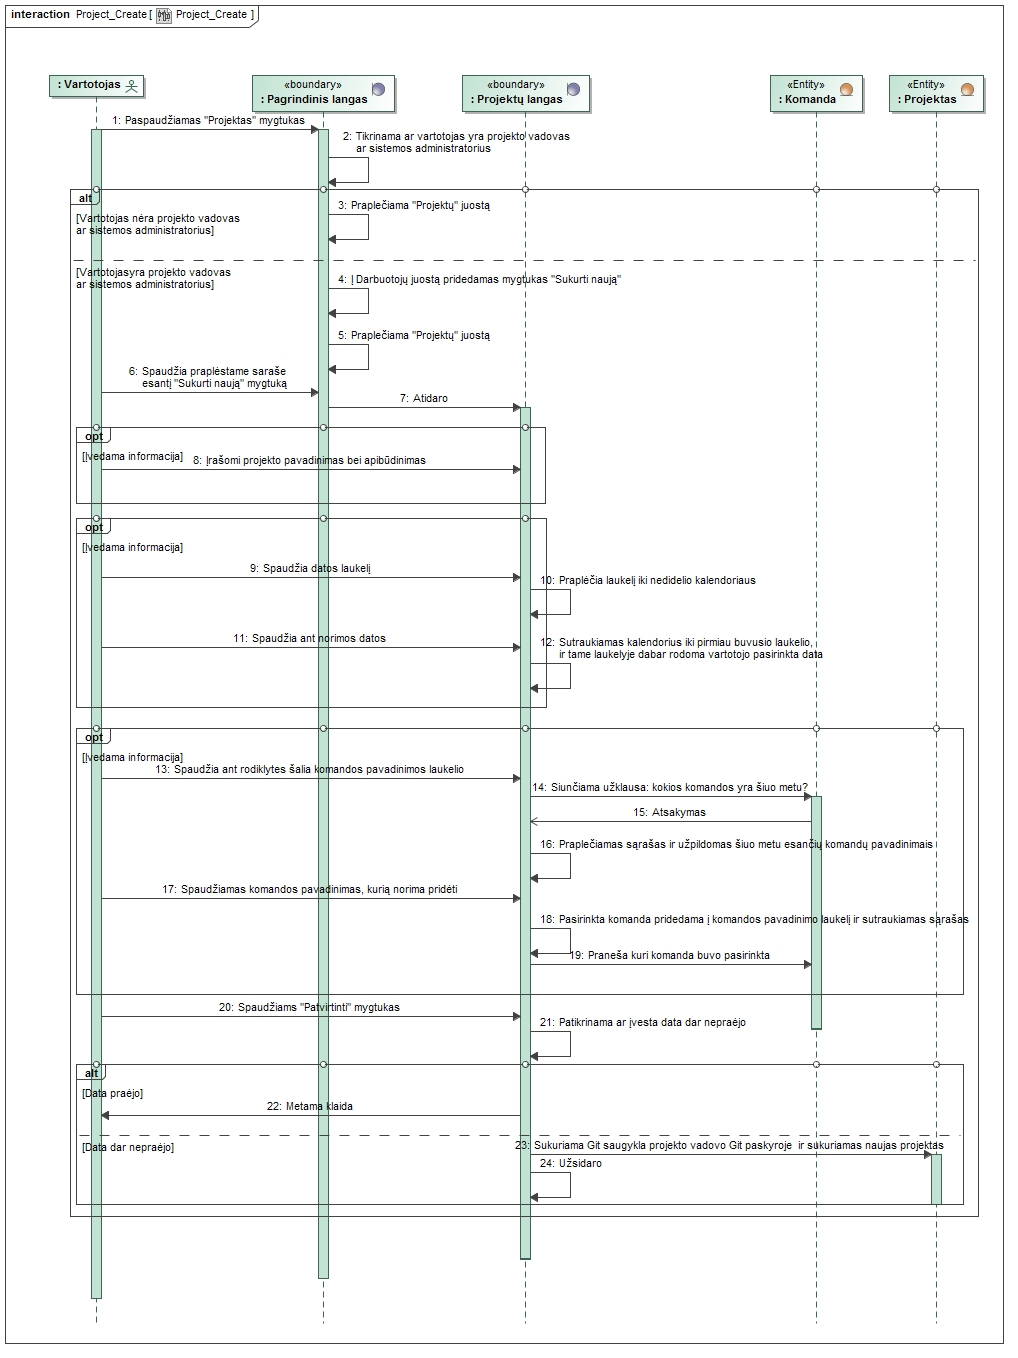 interaction Project_Create [ Project_Create ]
: Vartotojas
«boundary»
: Pagrindinis langas
«boundary»
: Projektų langas
«Entity»
: Komanda
«Entity»
: Projektas
1: Paspaudžiamas "Projektas" mygtukas
2: Tikrinama ar vartotojas yra projekto vadovas
ar sistemos administratorius
alt
[Vartotojas nėra projekto vadovas
ar sistemos administratorius]
3: Praplečiama "Projektų" juostą
[Vartotojasyra projekto vadovas
ar sistemos administratorius]
4: Į Darbuotojų juostą pridedamas mygtukas "Sukurti naują"
5: Praplečiama "Projektų" juostą
6: Spaudžia praplėstame saraše
esantį "Sukurti naują" mygtuką
7: Atidaro
opt
[Įvedama informacija]
8: Įrašomi projekto pavadinimas bei apibūdinimas
opt
[Įvedama informacija]
9: Spaudžia datos laukelį
10: Praplėčia laukelį iki nedidelio kalendoriaus
11: Spaudžia ant norimos datos
12: Sutraukiamas kalendorius iki pirmiau buvusio laukelio,
ir tame laukelyje dabar rodoma vartotojo pasirinkta data
opt
[Įvedama informacija]
13: Spaudžia ant rodiklytes šalia komandos pavadinimos laukelio
14: Siunčiama užklausa: kokios komandos yra šiuo metu?
15: Atsakymas
16: Praplečiamas sąrašas ir užpildomas šiuo metu esančių komandų pavadinimais
17: Spaudžiamas komandos pavadinimas, kurią norima pridėti
18: Pasirinkta komanda pridedama į komandos pavadinimo laukelį ir sutraukiamas sąrašas
19: Praneša kuri komanda buvo pasirinkta
20: Spaudžiams "Patvirtinti" mygtukas
21: Patikrinama ar įvesta data dar nepraėjo
alt
[Data praėjo]
22: Metama klaida
[Data dar nepraėjo]
23: Sukuriama Git saugykla projekto vadovo Git paskyroje ir sukuriamas naujas projektas
24: Užsidaro